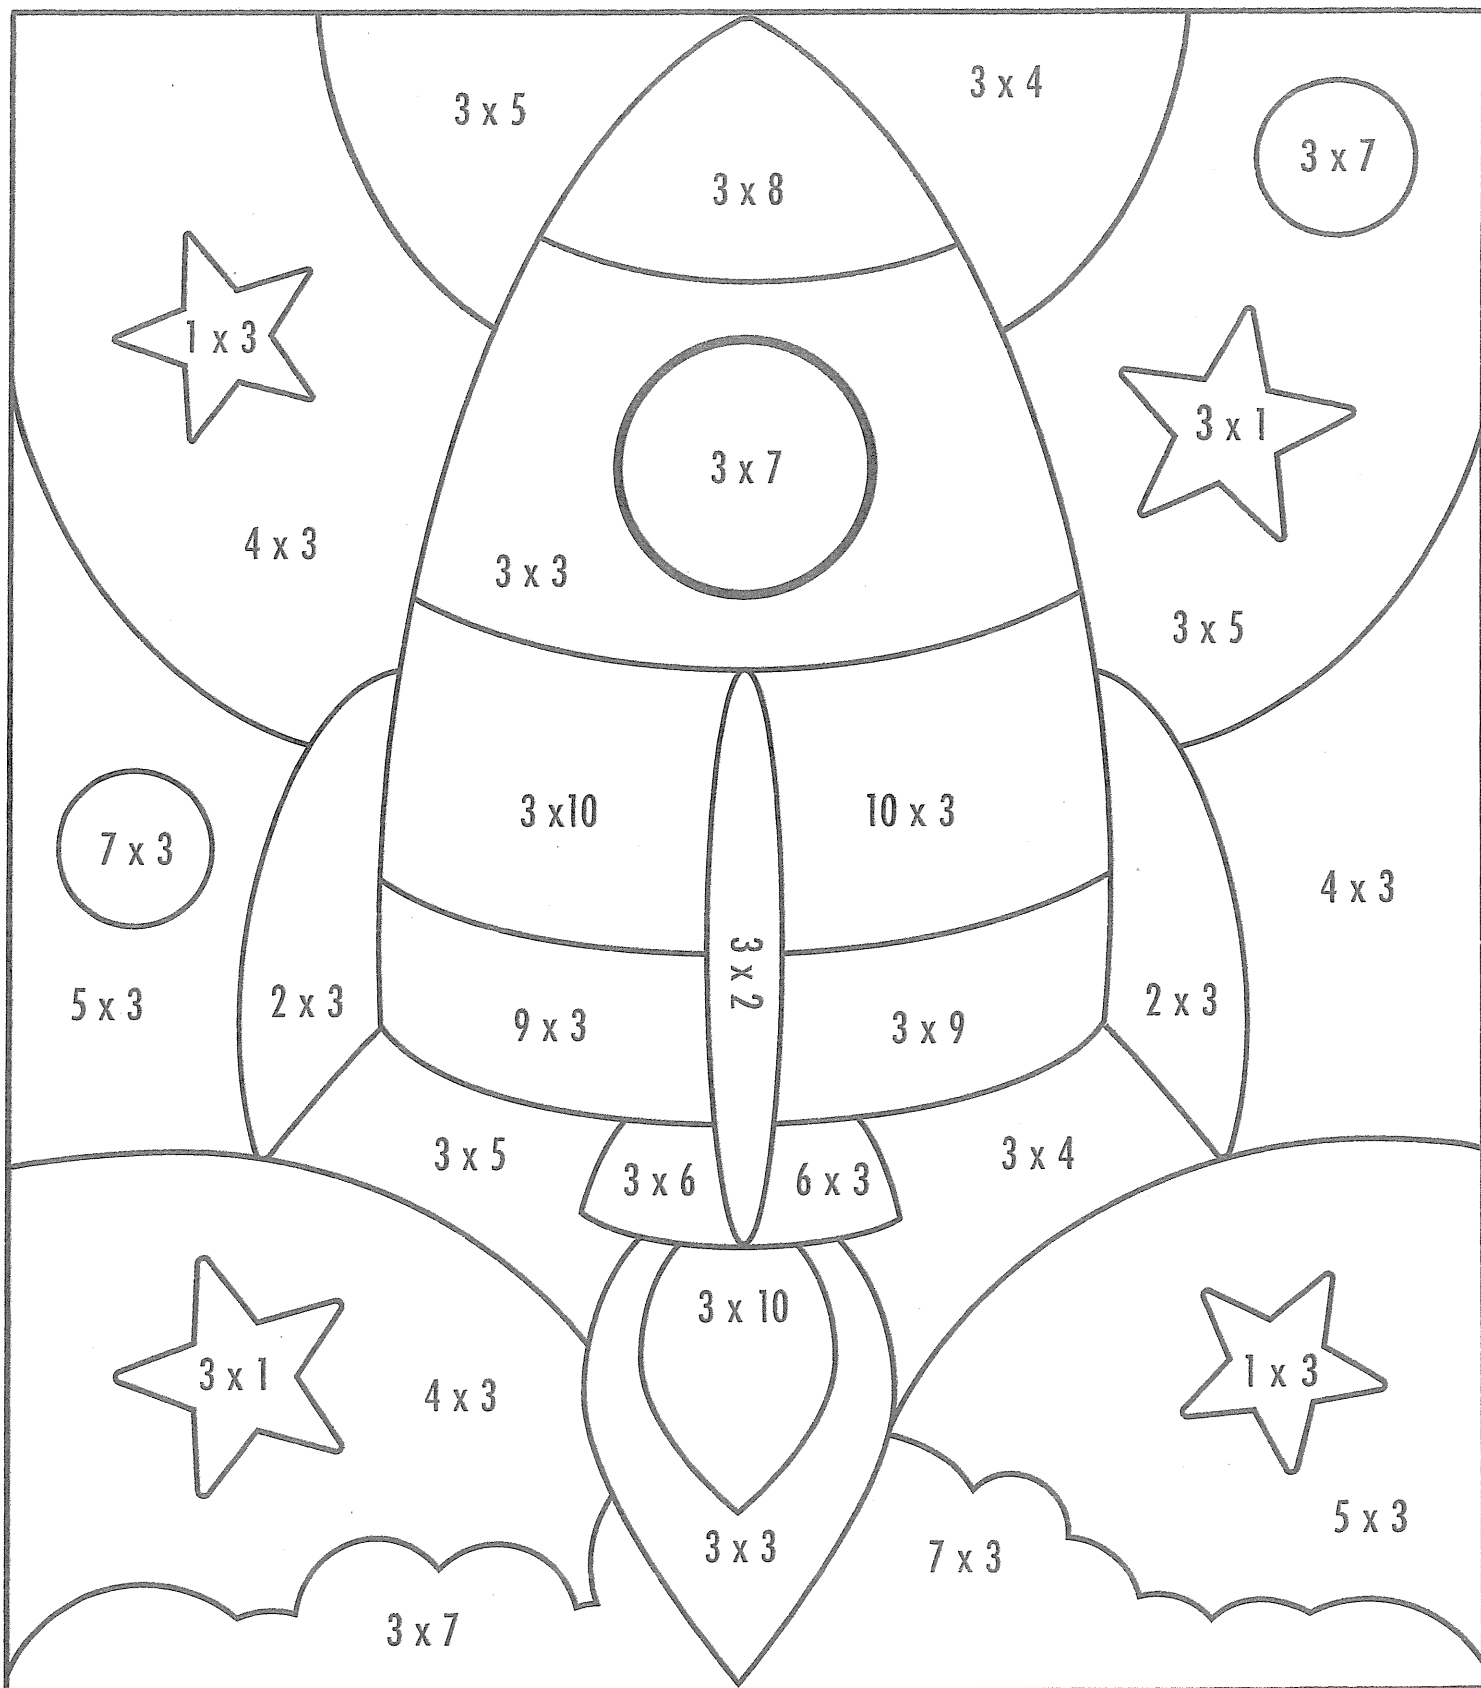 3 x 5
3 x 4
3 x 7
3 x 8
1 x 3
3 x 1
3 x 7
4 x 3
3 x 3
3 x 5
3 x10
10 x 3
7 x 3
4 x 3
3 x 2
5 x 3
2 x 3
2 x 3
9 x 3
3 x 9
3 x 5
3 x 4
3 x 6
6 x 3
3 x 10
3 x 1
4 x 3
1 x 3
5 x 3
3 x 3
7 x 3
3 x 7